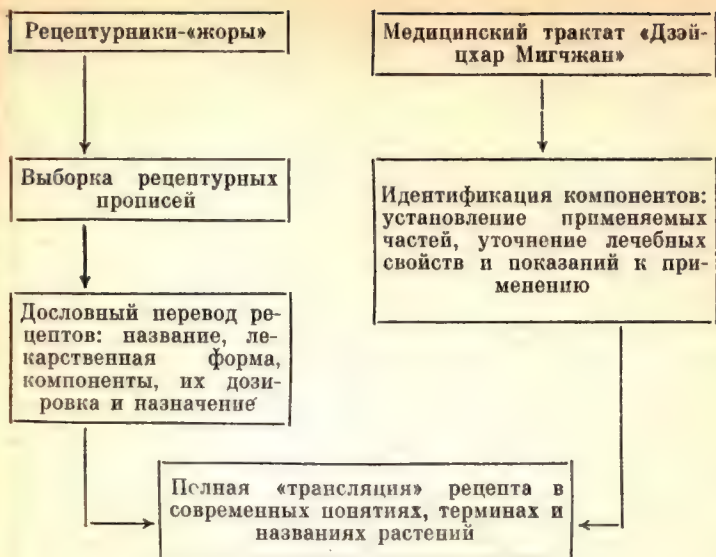 Рецептурники-«жоры»
Медицинский трактат «Дзэй-
цхар Мигчжан»
Выборка рецептурных
прописей
Идентификация компонентов:
установление применяемых
частей, уточнение лечебных
свойств и показаний к при-
менению
Дословный перевод ре-
цептов: название, ле-
карственная форма,
компоненты, их дози-
ровка и назначение
Полная «трансляция» рецепта в
современных понятиях, терминах и
названиях растений